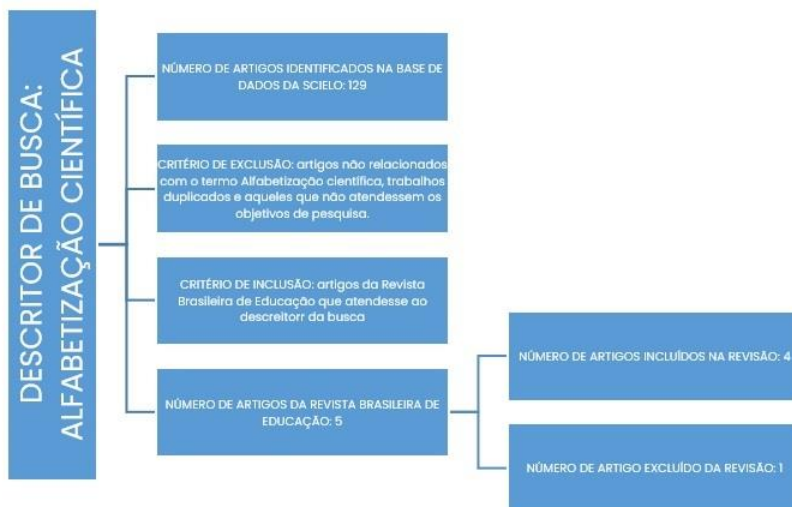 DESCRITOR DE BUSCA:
ALFABETIZAÇÃO CIENTÍFICA
NÚMERO DE ARTIGOS IDENTIFICADOS NA BASE DE
DADOS DA SCIELO: 129
CRITÉRIO DE EXCLUSÃO: artigos não relacionados
com o termo Alfabetização científica, trabalhos
duplicados e aqueles que não atendessem os
objetivos de pesquisa.
CRITÉRIO DE INCLUSÃO: artigos da Revista
Brasileira de Educação que atendesse ao
descreitorr da busca
NÚMERO DE ARTIGOS DA REVISTA BRASILEIRA DE
EDUCAÇÃO: 5
NÚMERO DE ARTIGOS INCLUÍDOS NA REVISÃO: 4
NÚMERO DE ARTIGO EXCLUÍDO DA REVISÃO: 1